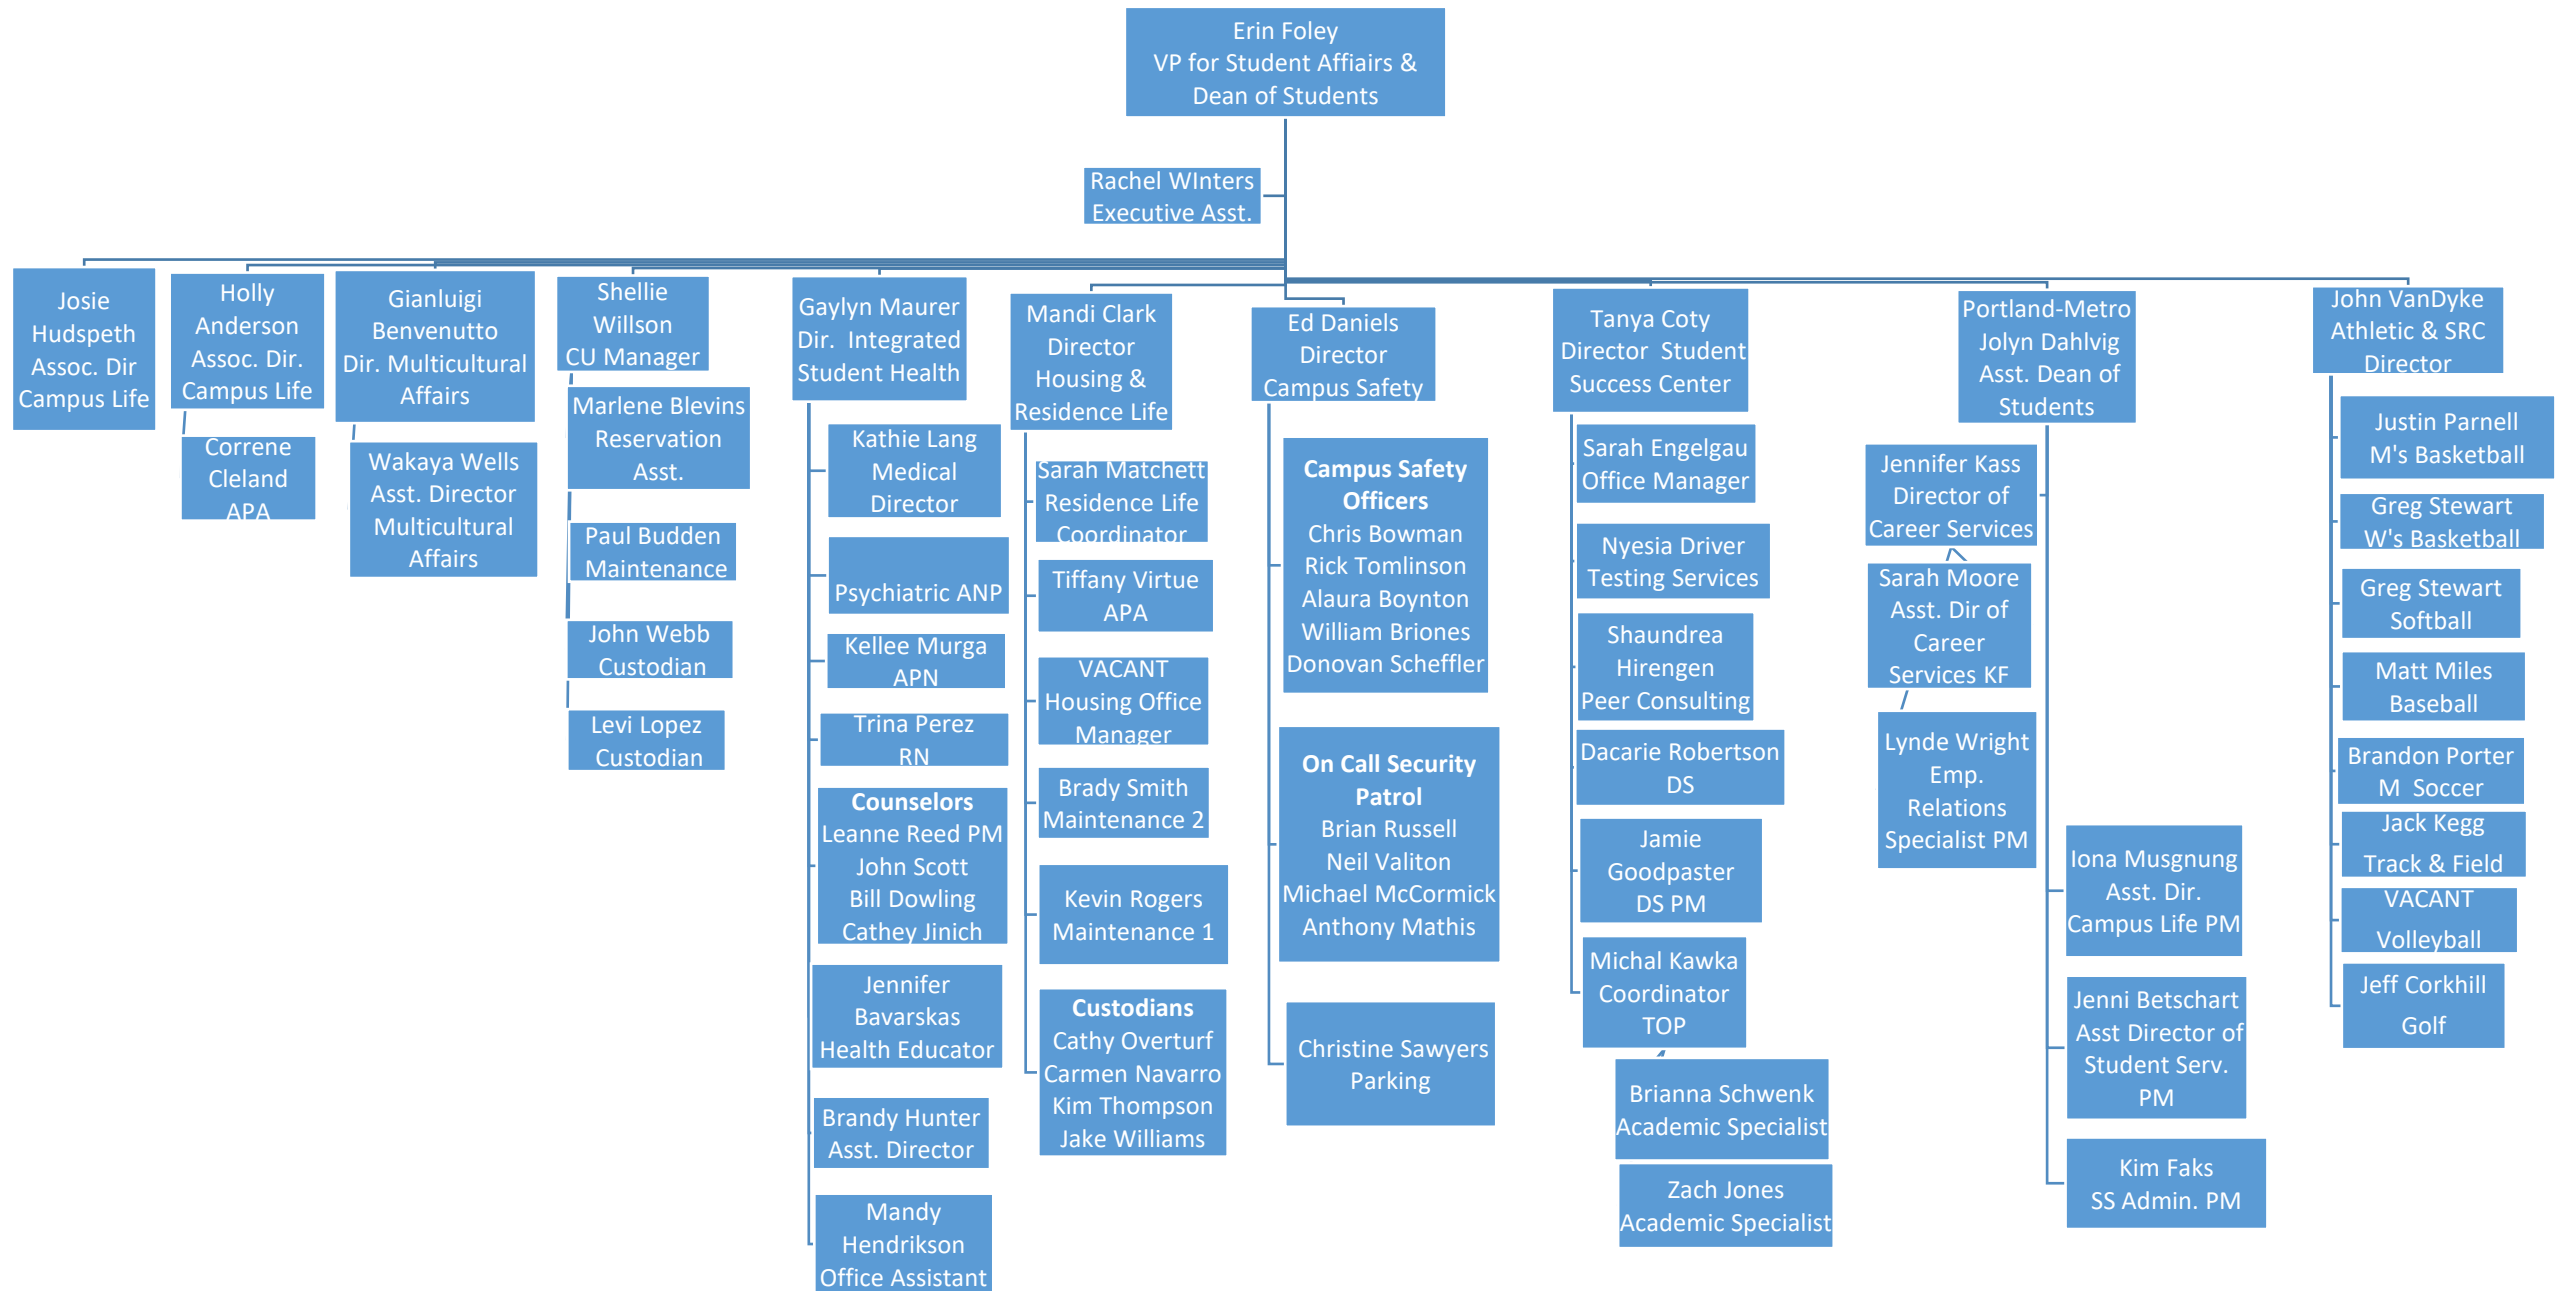 Erin Foley
VP for Student Affiairs &
Dean of Students
Rachel WInters
Executive Asst.
Josie
Hudspeth
Assoc. Dir
Campus Life
Holly
Anderson
Assoc. Dir.
Campus Life
Correne
Cleland
APA
Gianluigi
Benvenutto
Dir. Multicultural
Affairs
Wakaya Wells
Asst. Director
Multicultural
Affairs
Shellie
Willson
CU Manager
Marlene Blevins
Reservation
Asst.
Paul Budden
Maintenance
John Webb
Custodian
Levi Lopez
Custodian
Gaylyn Maurer
Dir. Integrated
Student Health
Kathie Lang
Medical
Director
Psychiatric ANP
Kellee Murga
APN
Trina Perez
RN
Counselors
Leanne Reed PM
John Scott
Bill Dowling
Cathey Jinich
Jennifer
Bavarskas
Health Educator
Brandy Hunter
Asst. Director
Mandy
Hendrikson
Office Assistant
Mandi Clark
Director
Housing &
Residence Life
Sarah Matchett
Residence Life
Coordinator
Tiffany Virtue
APA
VACANT
Housing Office
Manager
Brady Smith
Maintenance 2
Kevin Rogers
Maintenance 1
Custodians
Cathy Overturf
Carmen Navarro
Kim Thompson
Jake Williams
Ed Daniels
Director
Campus Safety
Campus Safety
Officers
Chris Bowman
Rick Tomlinson
Alaura Boynton
William Briones
Donovan Scheffler
On Call Security
Patrol
Brian Russell
Neil Valiton
Michael McCormick
Anthony Mathis
Christine Sawyers
Parking
Tanya Coty
Director Student
Success Center
Sarah Engelgau
Office Manager
Nyesia Driver
Testing Services
Shaundrea
Hirengen
Peer Consulting
Dacarie Robertson
DS
Jamie
Goodpaster
DS PM
Michal Kawka
Coordinator
TOP
Brianna Schwenk
Academic Specialist
Zach Jones
Academic Specialist
Portland-Metro
Jolyn Dahlvig
Asst. Dean of
Students
Jennifer Kass
Director of
Career Services
Sarah Moore
Asst. Dir of
Career
Services KF
Lynde Wright
Emp.
Relations
Specialist PM
Iona Musgnung
Asst. Dir.
Campus Life PM
Jenni Betschart
Asst Director of
Student Serv.
PM
Kim Faks
SS Admin. PM
John VanDyke
Athletic & SRC
Director
Justin Parnell
M's Basketball
Greg Stewart
W's Basketball
Greg Stewart
Softball
Matt Miles
Baseball
Brandon Porter
M Soccer
Jack Kegg
Track & Field
VACANT
Volleyball
Jeff Corkhill
Golf